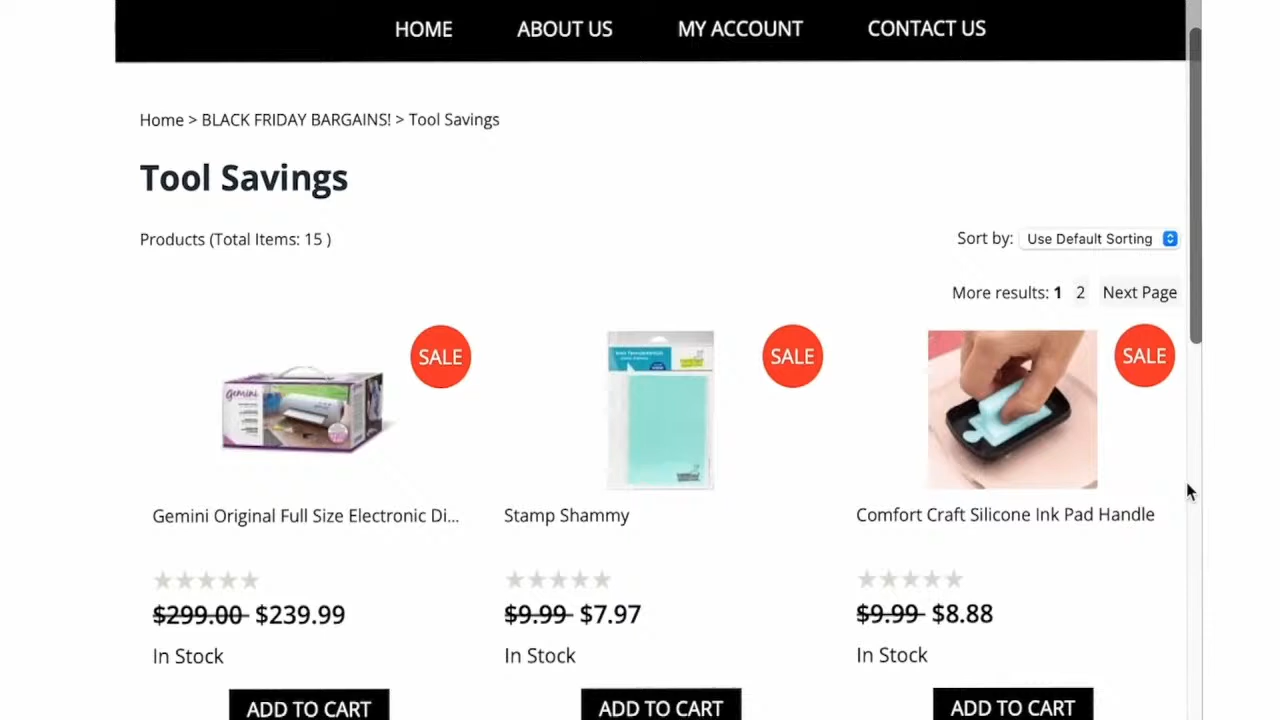 HOME ABOUT US MY ACCOUNT CONTACT US
Home > BLACK FRIDAY BARGAINS! > Tool Savings
Tool Savings
Products (Total Items: 15 )
Sort by: Use Default Sorting
More results: 1 2 Next Page
SALE SALE SALE
gemini
Gemini Original Full Size Electronic Di... Stamp Shammy Comfort Craft Silicone Ink Pad Handle
$299.00 $239.99 $9.99 $7.97 $9.99 $8.88
In Stock In Stock In Stock
ADD TO CART ADD TO CART ADD TO CART